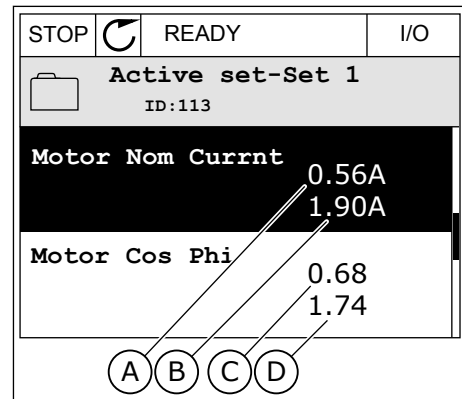 STOP READY I/O
Active set-Set 1
ID:113
Motor Nom Currnt
0.56A
1.90A
Motor Cos Phi
0.68
1.74
A B C D